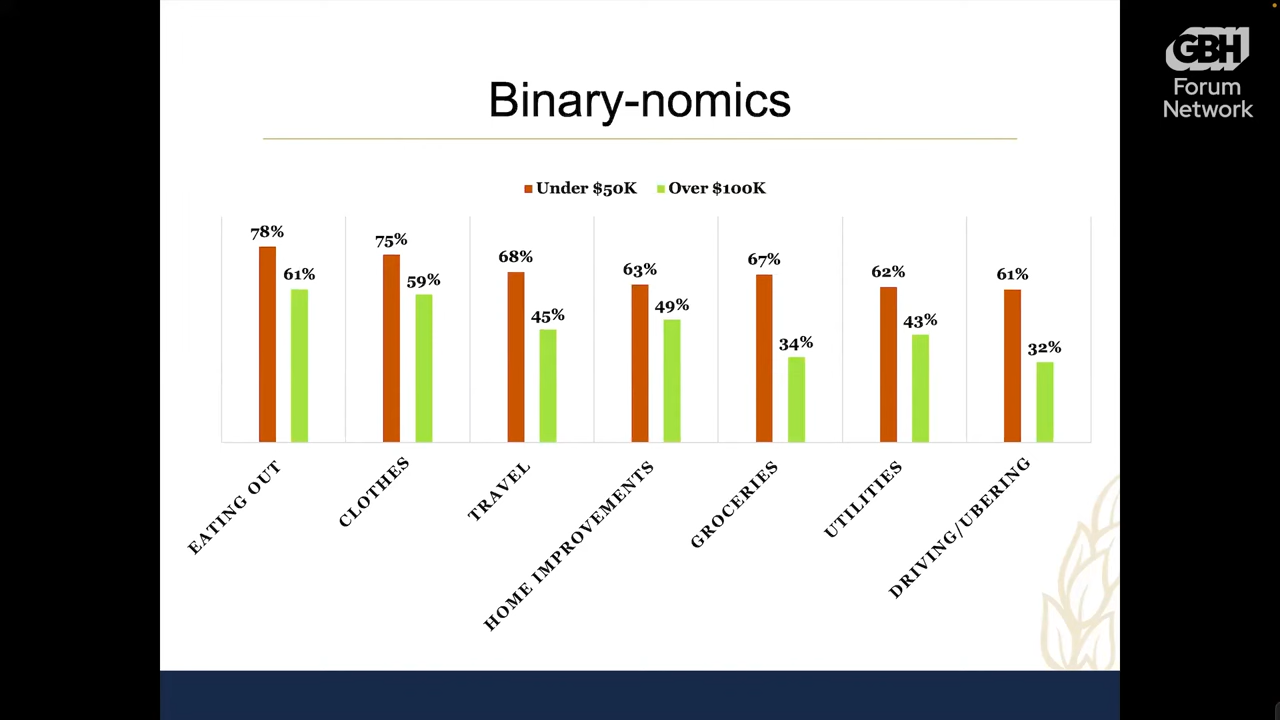 GBH
Forum
Network
Binary-nomics
Under $50K Over $100K
78% 61% 75% 59% 68% 45% 63% 49% 67% 34% 62% 43% 61% 32%
EATING OUT
CLOTHES
TRAVEL
HOME IMPROVEMENTS
GROCERIES
UTILITIES
DRIVING/UBERING